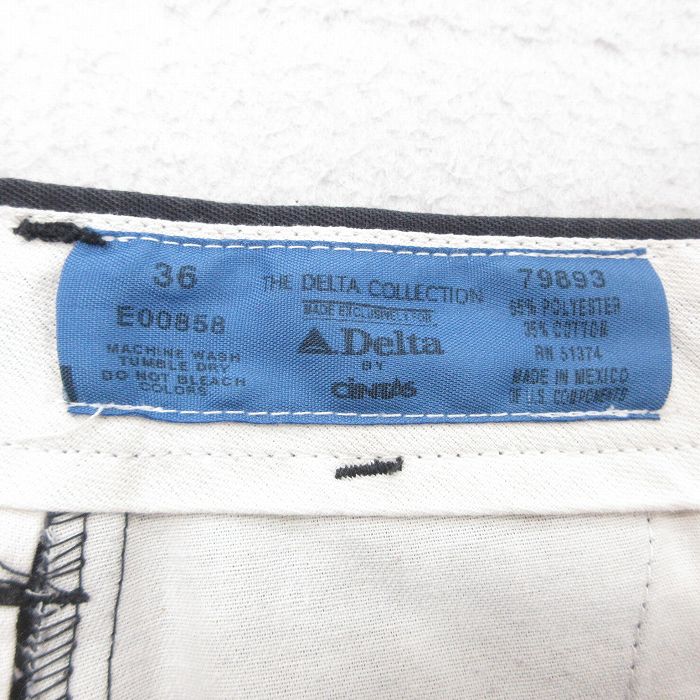 36
E00858
MACHINE WASH
TUMBLE DRY
DO NOT BLEACH
COLORS
THE DELTA COLLECTION
MADE EXCLUSIVELY FOR
Delta
BY
CINTAS
79893
65% POLYESTER
35% COTTON
RN 51374
MADE IN MEXICO
OF U.S. COMPONENTS